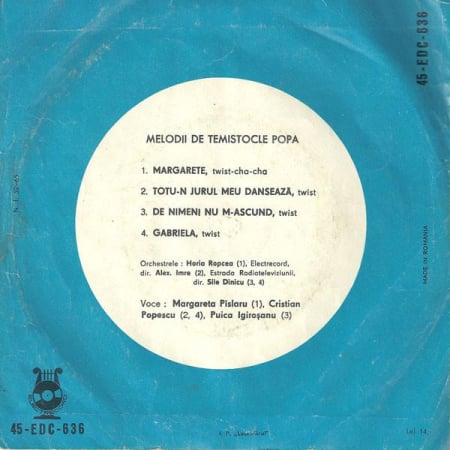 45-EDC-636
MELODII DE TEMISTOCLE POPA
1. MARGARETE, twist-cha-cha
2. TOTU-N JURUL MEU DANSEAZĂ, twist
3. DE NIMENI NU M-ASCUND, twist
4. GABRIELA, twist
Orchestrele : Horia Ropcea (1), Electrecord,
dir. Alex. Imre (2), Estrada Radioteleviziunii,
dir. Sile Dinicu (3, 4)
Voce : Margareta Pîslaru (1), Cristian
Popescu (2, 4), Puica Igiroşanu (3)
MADE IN ROMANIA
45-EDC-636
Lei 14,-